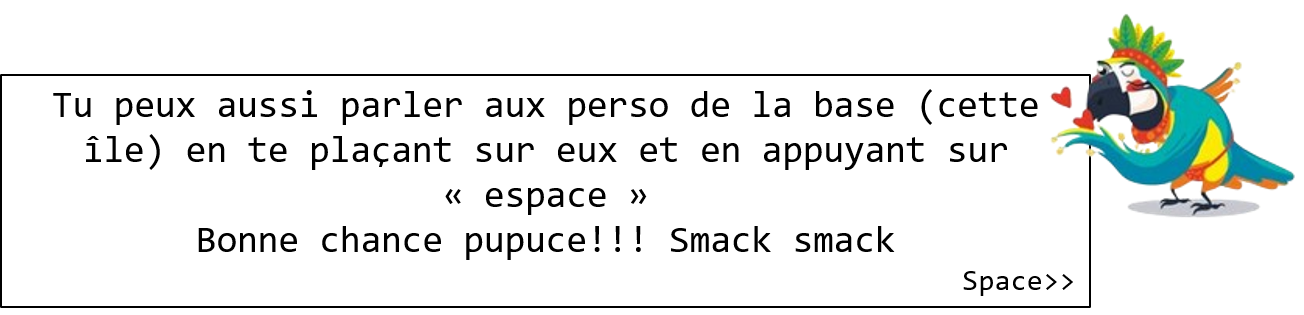 Tu peux aussi parler aux perso de la base (cette
île) en te plaçant sur eux et en appuyant sur
« espace »
Bonne chance pupuce!!! Smack smack
Space>>